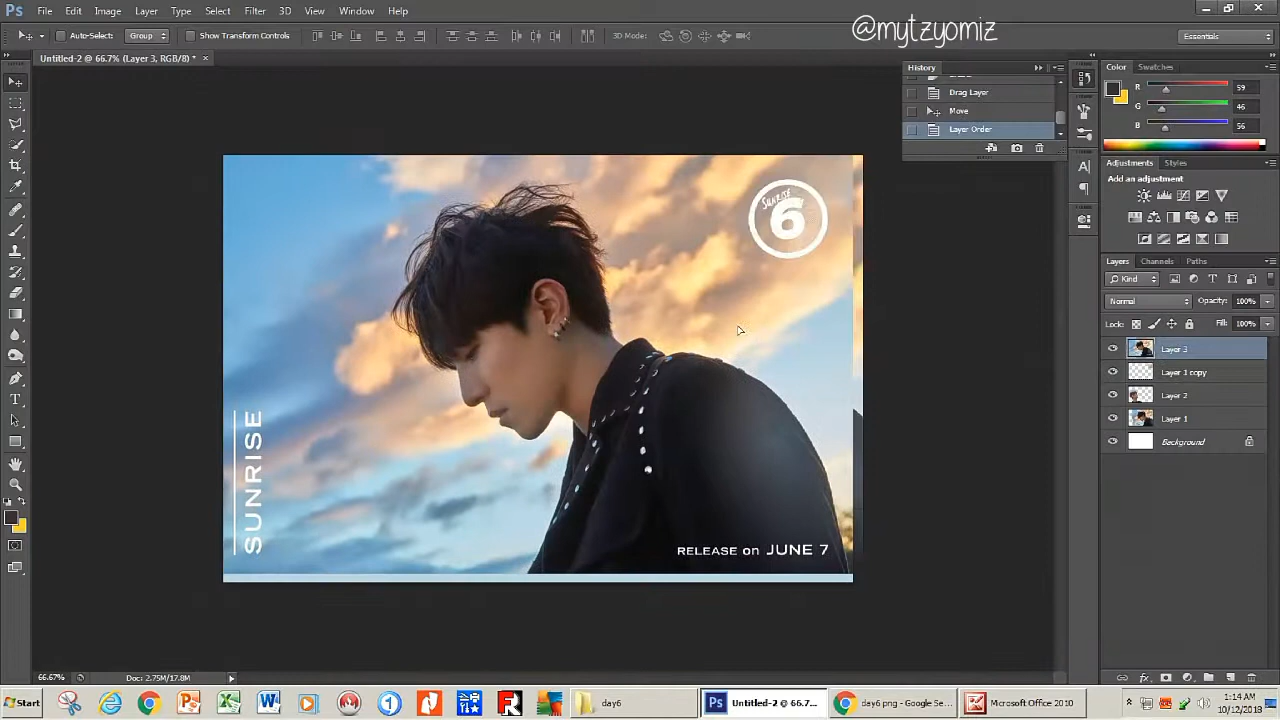 Ps File Edit Image Layer Type Select Filter 3D View Window Help
@mytzyomiz
Auto-Select: Group Show Transform Controls 3D Mode: Essentials
Untitled-2 @ 66.7% (Layer 3, RGB/8) * ×
History
Drag Layer
Move
Layer Order
Color Swatches
R 59
G 46
B 56
Adjustments Styles
Add an adjustment
Layers Channels Paths
Kind
Normal Opacity: 100%
Lock: Fill: 100%
Layer 3
Layer 1 copy
Layer 2
Layer 1
Background
SUNRISE
6
SUNRISE
RELEASE on JUNE 7
66.67% Doc: 2.75M/17.8M
Start day6 Ps Untitled-2 @ 66.7%... day6 png - Google Se... Microsoft Office 2010
1:14 AM
10/12/2018